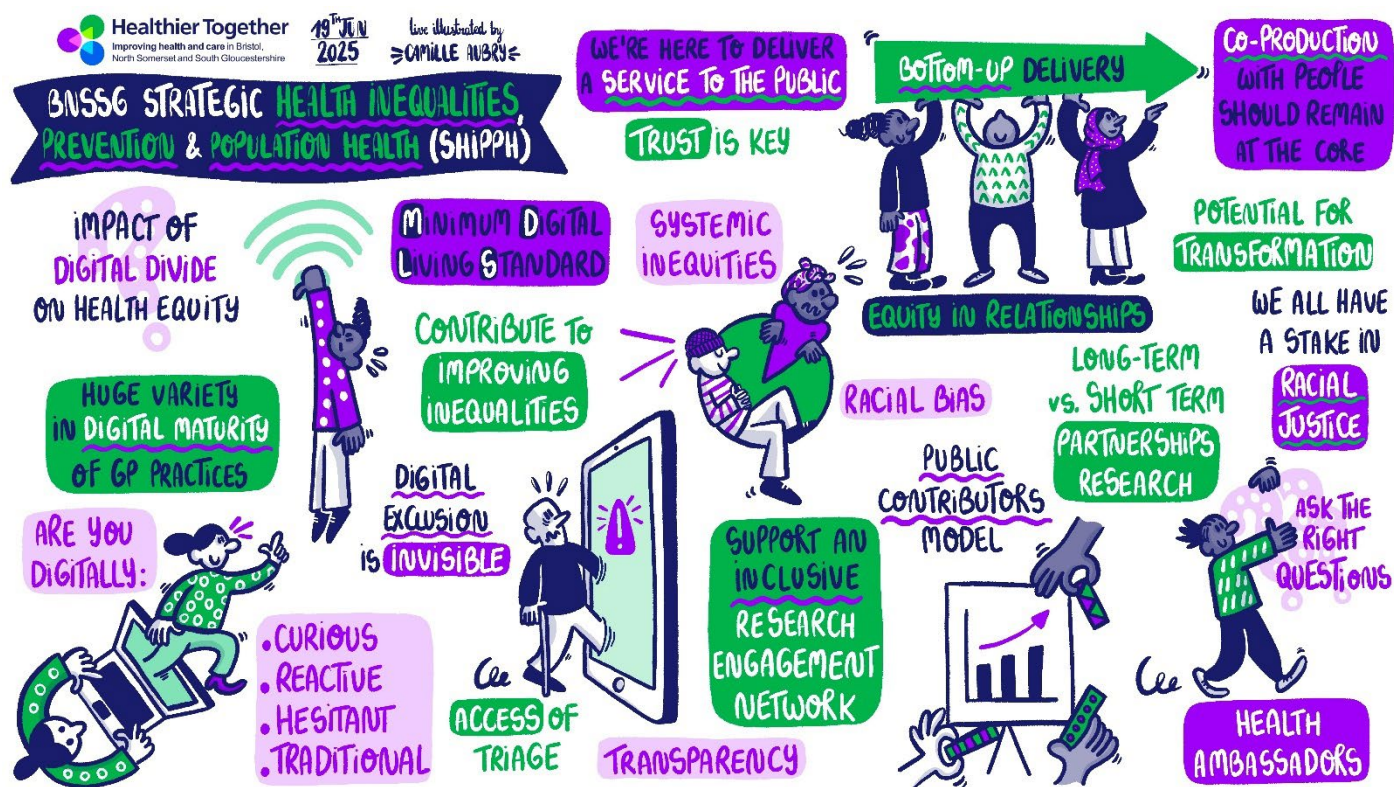 Healthier Together
Improving health and care in Bristol,
North Somerset and South Gloucestershire
19TH JUN
2025
live illustrated by
CAMILLE AUBRY
BNSSG STRATEGIC HEALTH INEQUALITIES,
PREVENTION & POPULATION HEALTH (SHIPPH)
WE'RE HERE TO DELIVER
A SERVICE TO THE PUBLIC
TRUST IS KEY
BOTTOM-UP DELIVERY
CO-PRODUCTION
WITH PEOPLE
SHOULD REMAIN
AT THE CORE
IMPACT OF
DIGITAL DIVIDE
ON HEALTH EQUITY
MINIMUM DIGITAL
LIVING STANDARD
SYSTEMIC
INEQUITIES
POTENTIAL FOR
TRANSFORMATION
EQUITY IN RELATIONSHIPS
WE ALL HAVE
A STAKE IN
RACIAL
JUSTICE
CONTRIBUTE TO
IMPROVING
INEQUALITIES
RACIAL BIAS
LONG-TERM
vs. SHORT TERM
PARTNERSHIPS
RESEARCH
HUGE VARIETY
IN DIGITAL MATURITY
OF GP PRACTICES
DIGITAL
EXCLUSION
is INVISIBLE
PUBLIC
CONTRIBUTORS
MODEL
ASK THE
RIGHT
QUESTIONS
ARE YOU
DIGITALLY:
• CURIOUS
• REACTIVE
• HESITANT
• TRADITIONAL
ACCESS OF
TRIAGE
SUPPORT AN
INCLUSIVE
RESEARCH
ENGAGEMENT
NETWORK
TRANSPARENCY
HEALTH
AMBASSADORS